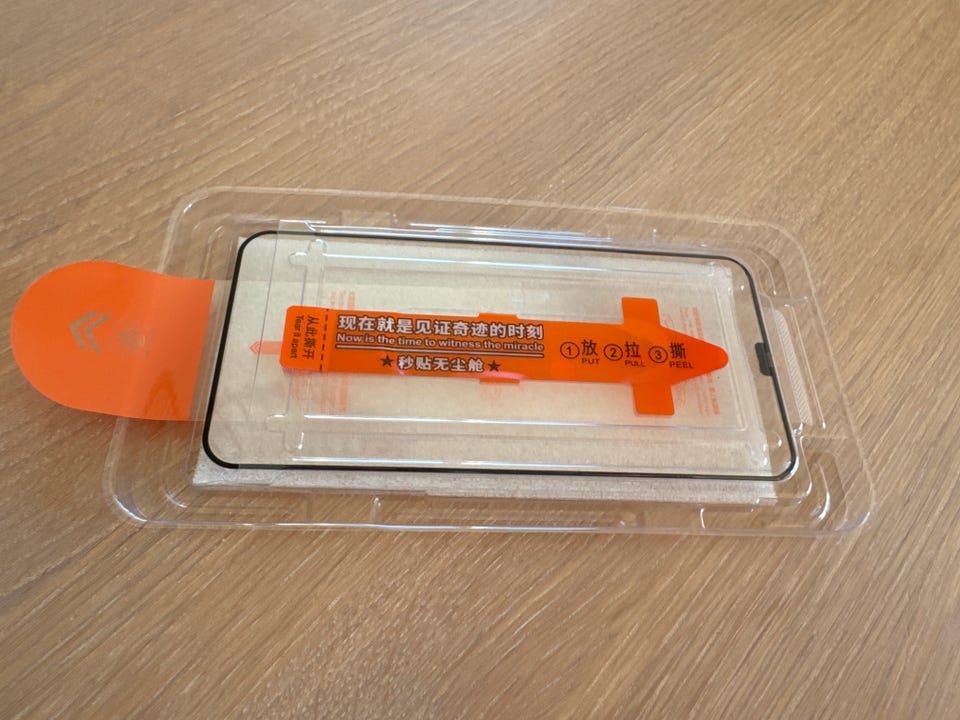 从此撕开
Tear it apart
现在就是见证奇迹的时刻
Now is the time to witness the miracle
★秒贴无尘舱★
①放 ②拉 ③撕
PUT PULL PEEL